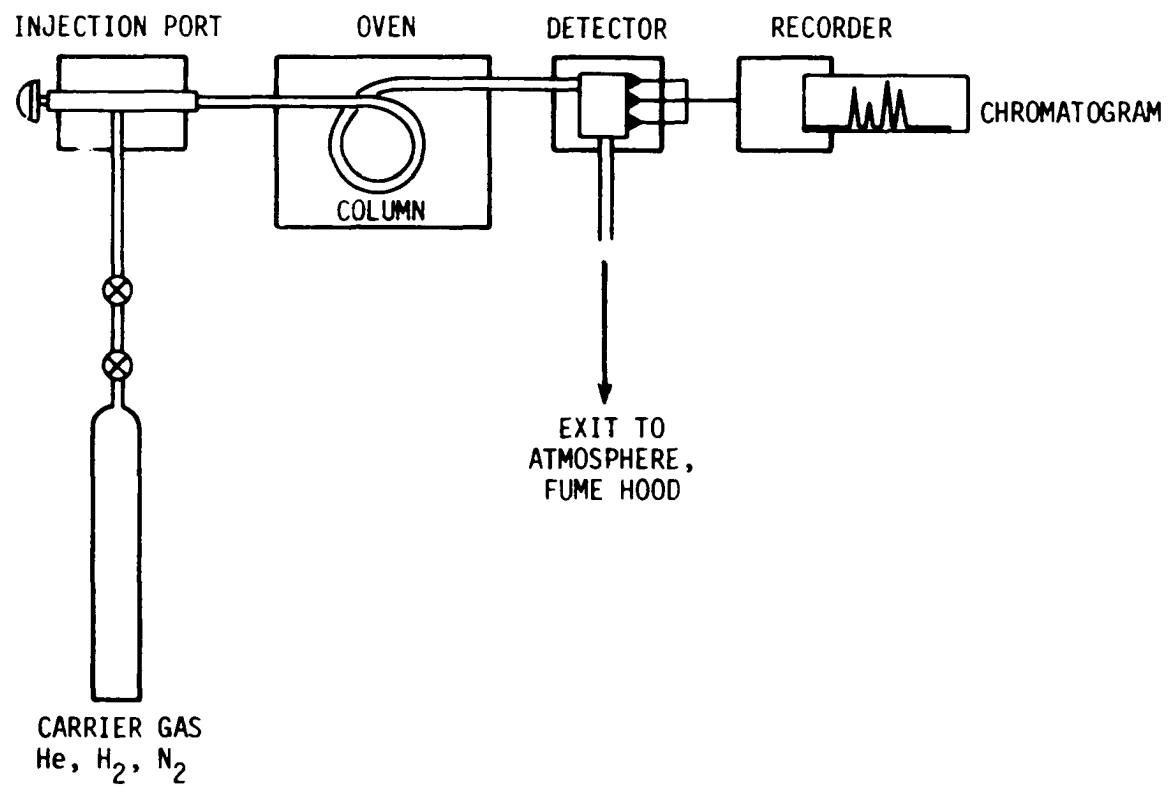 INJECTION PORT
OVEN
DETECTOR
RECORDER
CHROMATOGRAM
COLUMN
EXIT TO
ATMOSPHERE,
FUME HOOD
CARRIER GAS
He, H₂, N₂